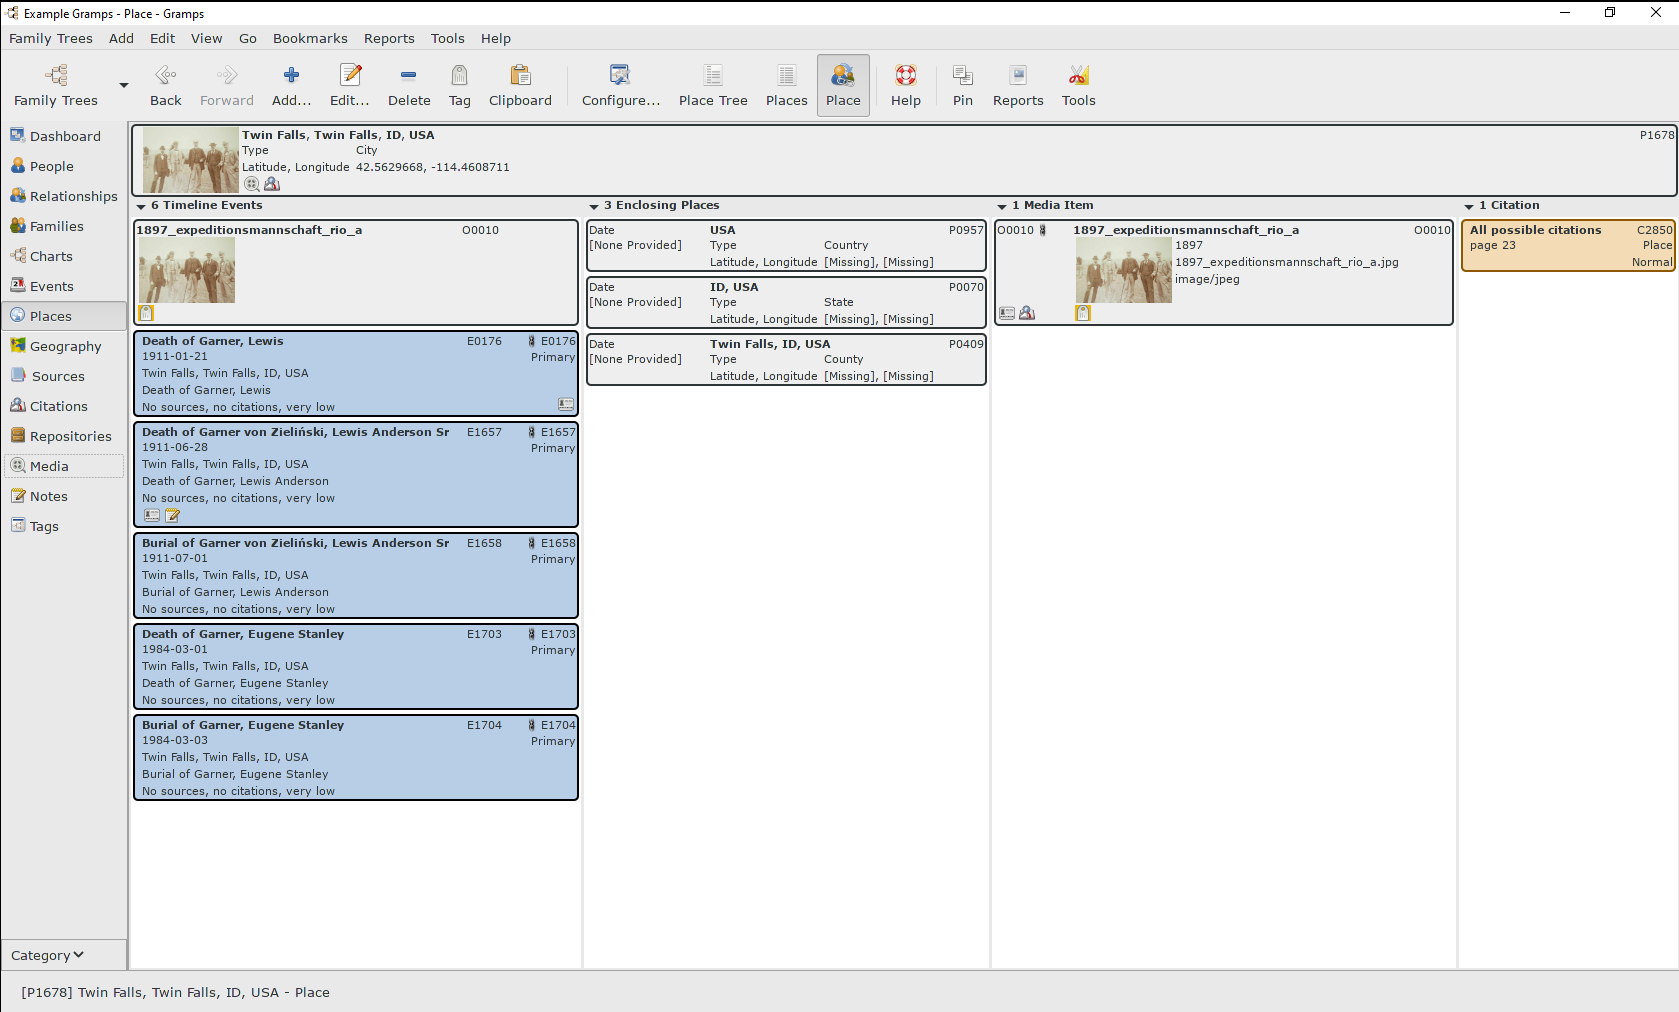 Example Gramps - Place - Gramps
Family Trees Add Edit View Go Bookmarks Reports Tools Help
Family Trees Back Forward Add... Edit... Delete Tag Clipboard Configure... Place Tree Places Place Help Pin Reports Tools
Dashboard
People
Relationships
Families
Charts
Events
Places
Geography
Sources
Citations
Repositories
Media
Notes
Tags
Category
Twin Falls, Twin Falls, ID, USA P1678
Type City
Latitude, Longitude 42.5629668, -114.4608711
6 Timeline Events
1897_expeditionsmannschaft_rio_a O0010
Death of Garner, Lewis E0176 E0176
1911-01-21 Primary
Twin Falls, Twin Falls, ID, USA
Death of Garner, Lewis
No sources, no citations, very low
Death of Garner von Zieliński, Lewis Anderson Sr E1657 E1657
1911-06-28 Primary
Twin Falls, Twin Falls, ID, USA
Death of Garner, Lewis Anderson
No sources, no citations, very low
Burial of Garner von Zieliński, Lewis Anderson Sr E1658 E1658
1911-07-01 Primary
Twin Falls, Twin Falls, ID, USA
Burial of Garner, Lewis Anderson
No sources, no citations, very low
Death of Garner, Eugene Stanley E1703 E1703
1984-03-01 Primary
Twin Falls, Twin Falls, ID, USA
Death of Garner, Eugene Stanley
No sources, no citations, very low
Burial of Garner, Eugene Stanley E1704 E1704
1984-03-03 Primary
Twin Falls, Twin Falls, ID, USA
Burial of Garner, Eugene Stanley
No sources, no citations, very low
3 Enclosing Places
Date USA P0957
[None Provided] Type Country
Latitude, Longitude [Missing], [Missing]
Date ID, USA P0070
[None Provided] Type State
Latitude, Longitude [Missing], [Missing]
Date Twin Falls, ID, USA P0409
[None Provided] Type County
Latitude, Longitude [Missing], [Missing]
1 Media Item
O0010 1897_expeditionsmannschaft_rio_a O0010
1897
1897_expeditionsmannschaft_rio_a.jpg
image/jpeg
1 Citation
All possible citations C2850
page 23 Place
Normal
[P1678] Twin Falls, Twin Falls, ID, USA - Place